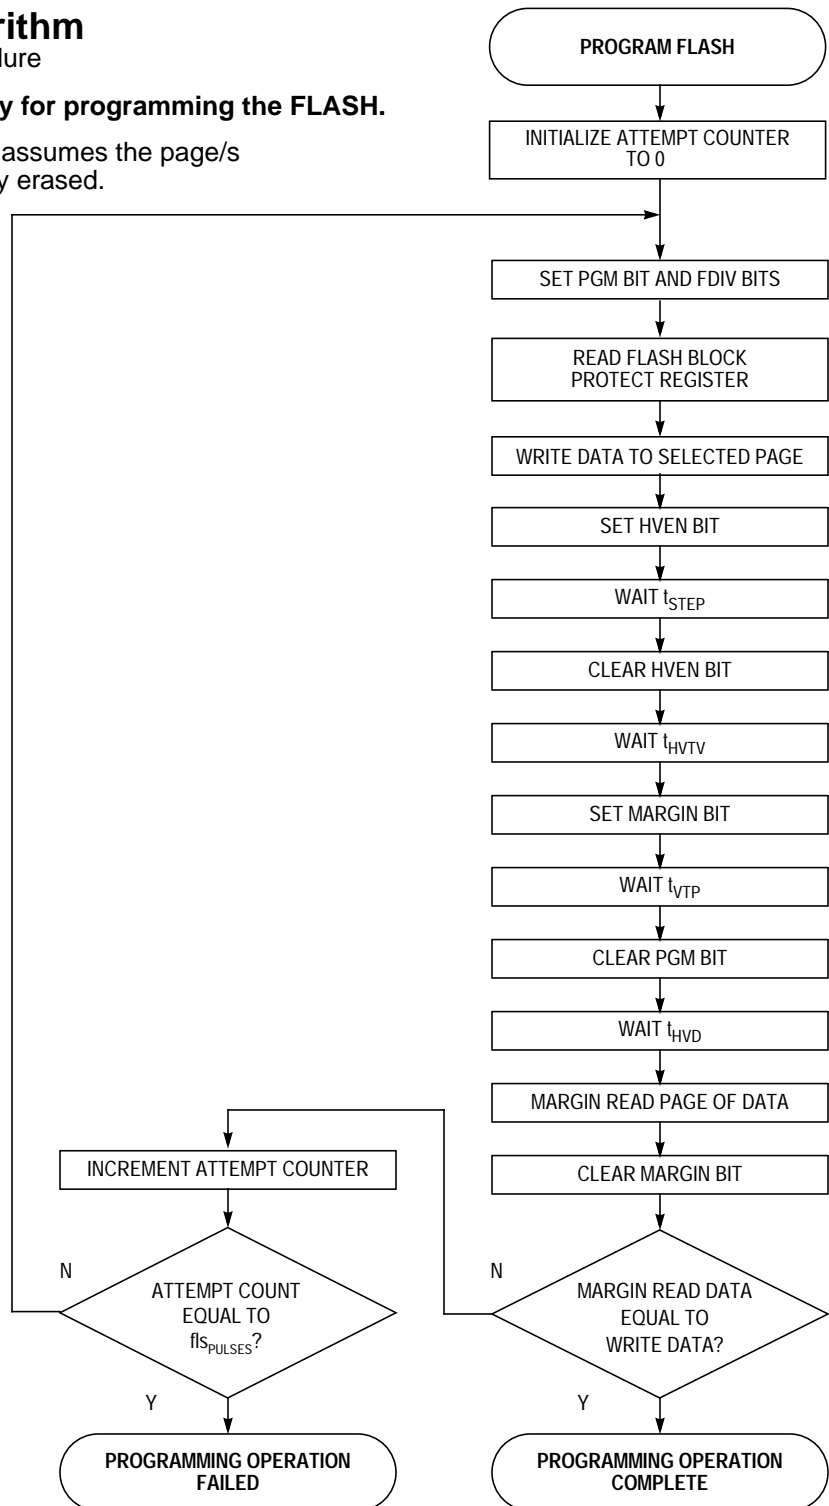 rithm
lure
y for programming the FLASH.
assumes the page/s
y erased.
PROGRAM FLASH
INITIALIZE ATTEMPT COUNTER
TO 0
SET PGM BIT AND FDIV BITS
READ FLASH BLOCK
PROTECT REGISTER
WRITE DATA TO SELECTED PAGE
SET HVEN BIT
WAIT tSTEP
CLEAR HVEN BIT
WAIT tHVTV
SET MARGIN BIT
WAIT tVTP
CLEAR PGM BIT
WAIT tHVD
MARGIN READ PAGE OF DATA
CLEAR MARGIN BIT
INCREMENT ATTEMPT COUNTER
N
ATTEMPT COUNT
EQUAL TO
flsPULSES?
Y
N
MARGIN READ DATA
EQUAL TO
WRITE DATA?
Y
PROGRAMMING OPERATION
FAILED
PROGRAMMING OPERATION
COMPLETE